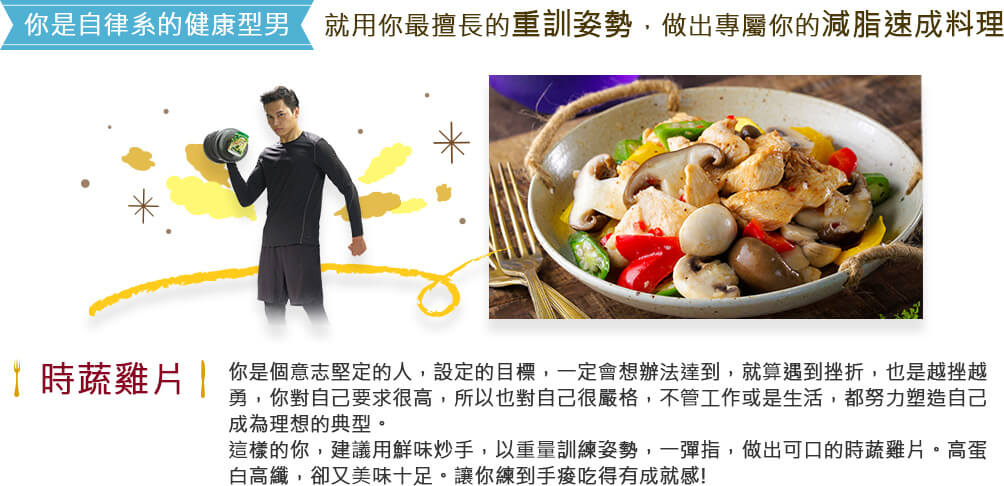 你是自律系的健康型男 就用你最擅長的重訓姿勢，做出專屬你的減脂速成料理
時蔬雞片
你是個意志堅定的人，設定的目標，一定會想辦法達到，就算遇到挫折，也是越挫越
勇，你對自己要求很高，所以也對自己很嚴格，不管工作或是生活，都努力塑造自己
成為理想的典型。
這樣的你，建議用鮮味炒手，以重量訓練姿勢，一彈指，做出可口的時蔬雞片。高蛋
白高纖，卻又美味十足。讓你練到手痠吃得有成就感!